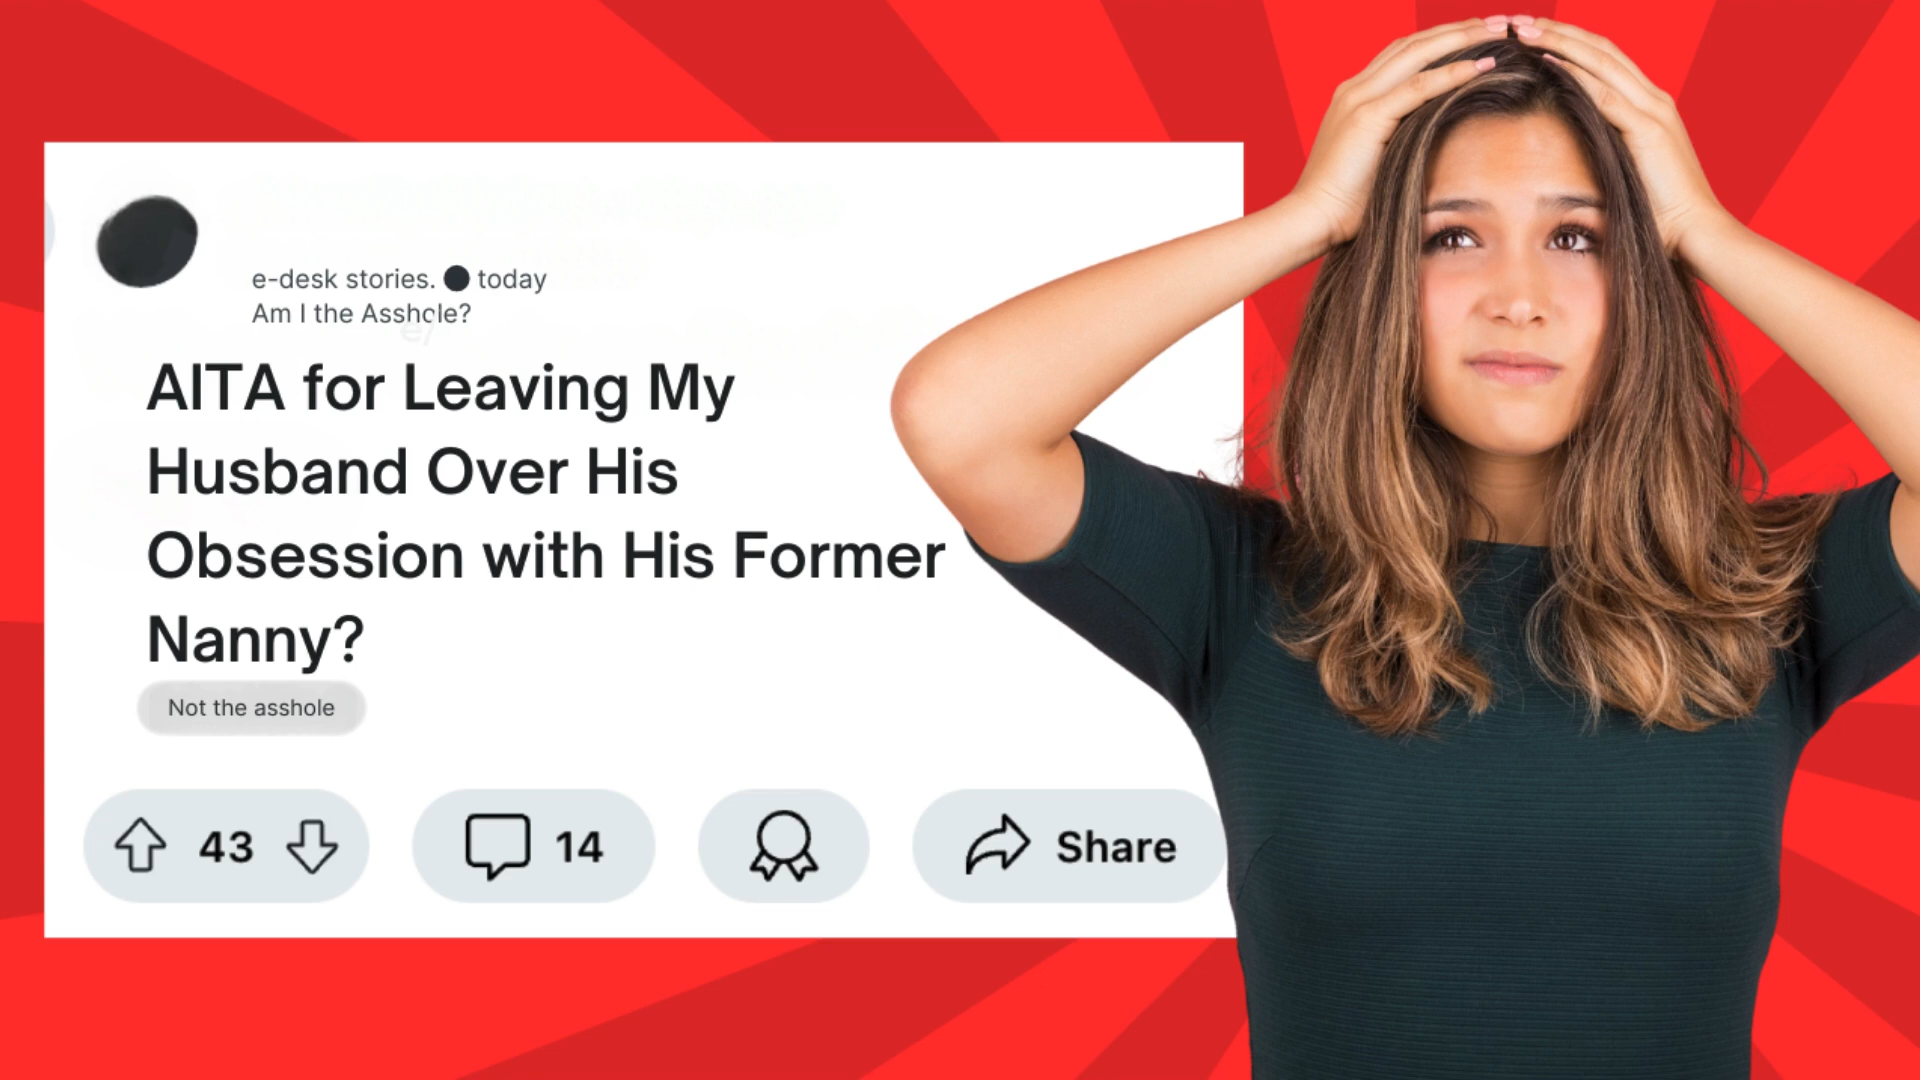 e-desk stories. ● today
Am I the Asshole?
AITA for Leaving My
Husband Over His
Obsession with His Former
Nanny?
Not the asshole
43
14
Share